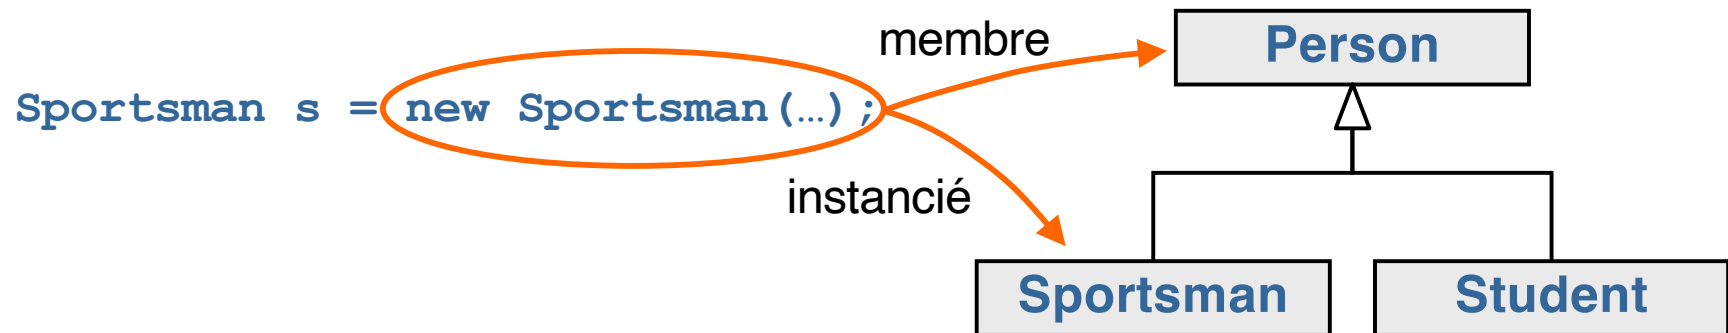 membre
Person
Sportsman s = new Sportsman(…);
instancié
Sportsman
Student